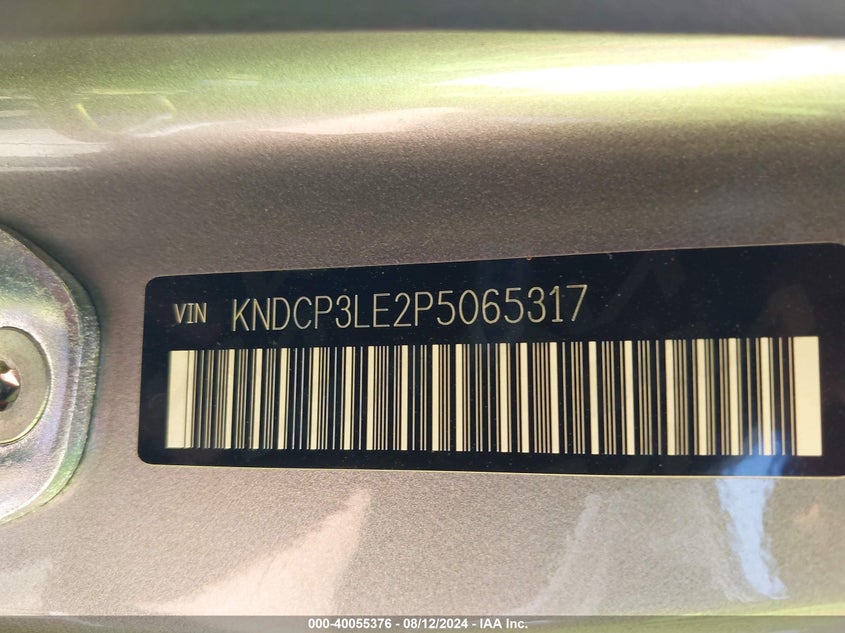 VIN KNDCP3LE2P5065317
000-40055376 - 08/12/2024 - IAA Inc.